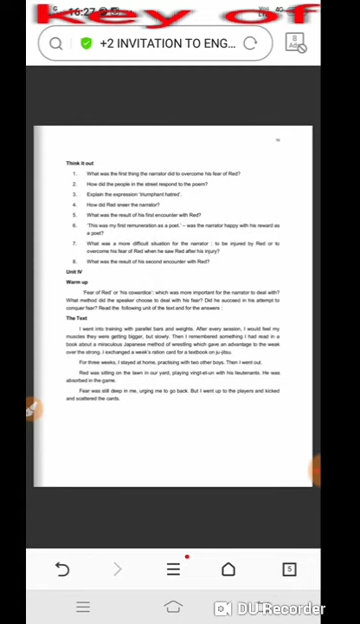 key of
16:27
4G
+2 INVITATION TO ENG...
8
Think it out
1. What was the first thing the narrator did to overcome his fear of Red?
2. How did the people in the street respond to the poem?
3. Explain the expression 'triumphant hatred'.
4. How did Red sneer the narrator?
5. What was the result of his first encounter with Red?
6. 'This was my first remuneration as a poet,' – was the narrator happy with his reward as
a poet?
7. What was a more difficult situation for the narrator : to be injured by Red or to
overcome his fear of Red when he saw Red after his injury?
8. What was the result of his second encounter with Red?
Unit IV
Warm up
'Fear of Red' or 'his cowardice', which was more important for the narrator to deal with?
What method did the speaker choose to deal with his fear? Did he succeed in his attempt to
conquer fear? Read the following unit of the text and for the answers :
The Text
I went into training with parallel bars and weights. After every session, I would feel my
muscles they were getting bigger, but slowly. Then I remembered something I had read in a
book about a miraculous Japanese method of wrestling which gave an advantage to the weak
over the strong. I exchanged a week's ration card for a textbook on ju-jitsu.
For three weeks, I stayed at home, practising with two other boys. Then I went out.
Red was sitting on the lawn in our yard, playing vingt-et-un with his lieutenants. He was
absorbed in the game.
Fear was still deep in me, urging me to go back. But I went up to the players and kicked
and scattered the cards.
5
DU Recorder